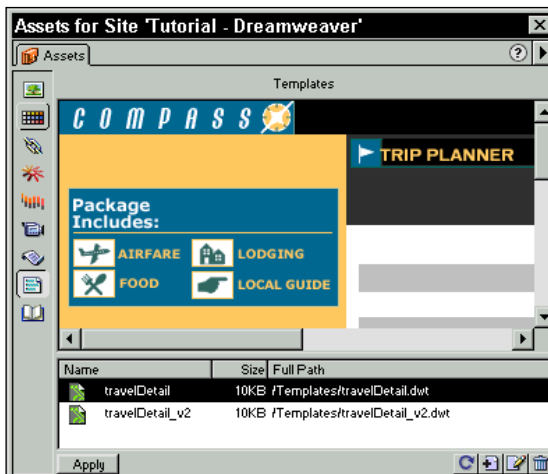 Assets for Site 'Tutorial - Dreamweaver'
Assets
Templates
COMPASS
TRIP PLANNER
Package
Includes:
AIRFARE LODGING
FOOD LOCAL GUIDE
Name Size Full Path
travelDetail 10KB /Templates/travelDetail.dwt
travelDetail_v2 10KB /Templates/travelDetail_v2.dwt
Apply